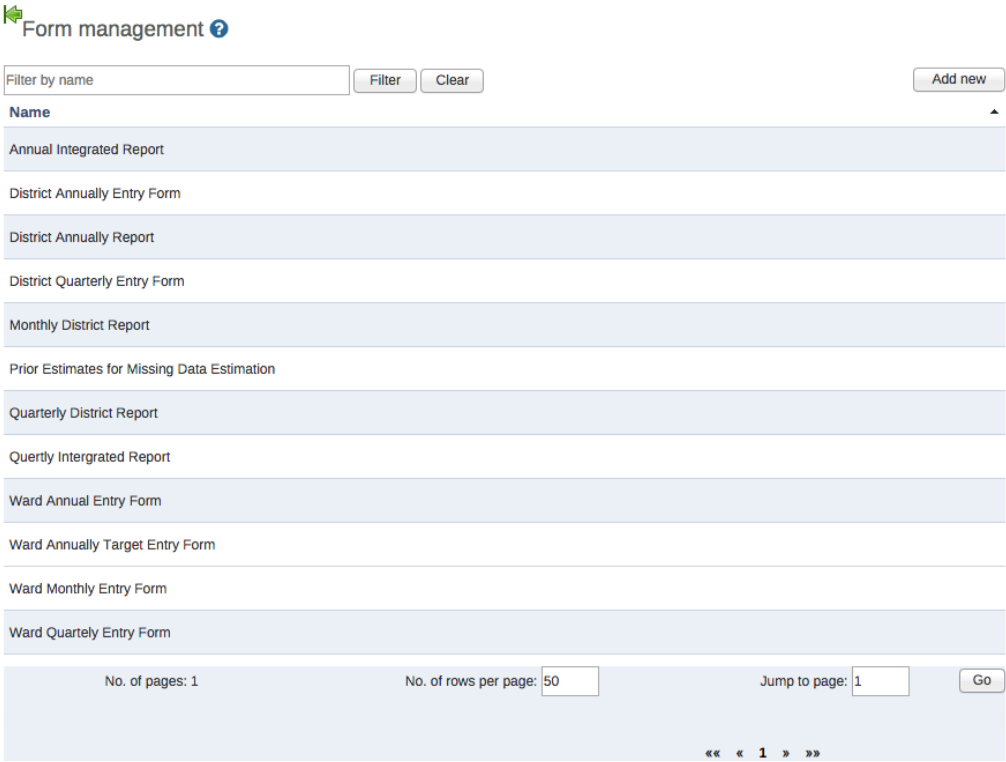 Form management ?
Filter by name Filter Clear Add new
Name
Annual Integrated Report
District Annually Entry Form
District Annually Report
District Quarterly Entry Form
Monthly District Report
Prior Estimates for Missing Data Estimation
Quarterly District Report
Quertly Intergrated Report
Ward Annual Entry Form
Ward Annually Target Entry Form
Ward Monthly Entry Form
Ward Quartely Entry Form
No. of pages: 1 No. of rows per page: 50 Jump to page: 1 Go
«« « 1 » »»